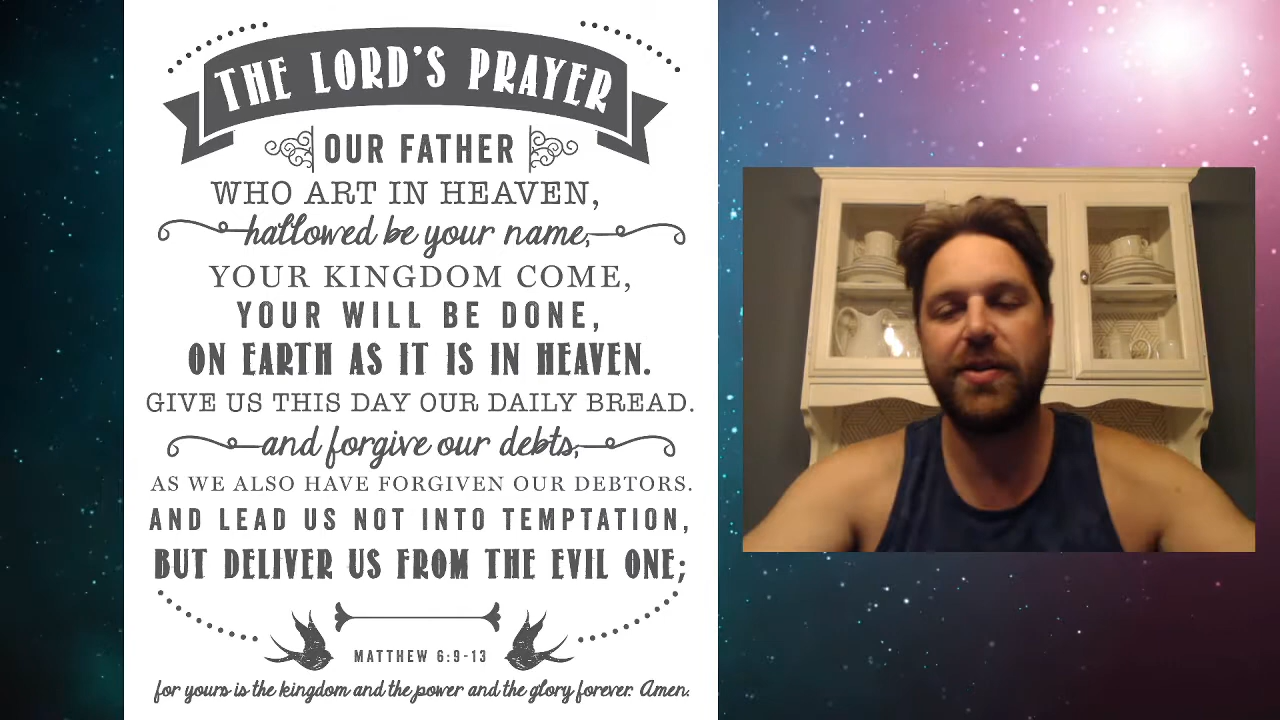 THE LORD'S PRAYER
OUR FATHER
WHO ART IN HEAVEN,
hallowed be your name,
YOUR KINGDOM COME,
YOUR WILL BE DONE,
ON EARTH AS IT IS IN HEAVEN.
GIVE US THIS DAY OUR DAILY BREAD.
and forgive our debts,
AS WE ALSO HAVE FORGIVEN OUR DEBTORS.
AND LEAD US NOT INTO TEMPTATION,
BUT DELIVER US FROM THE EVIL ONE;
MATTHEW 6:9-13
for yours is the kingdom and the power and the glory forever. Amen.